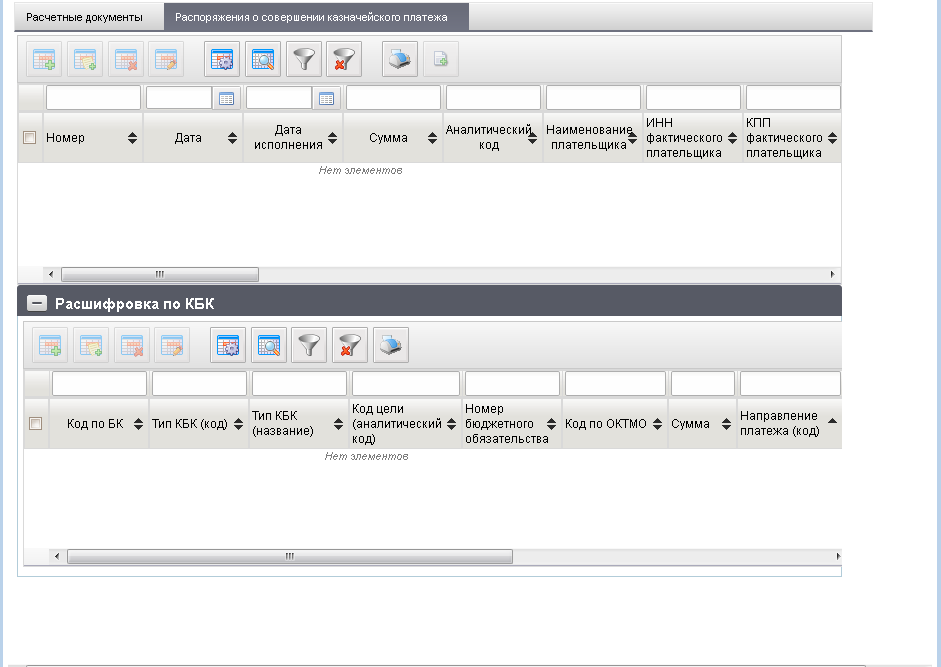 Расчетные документы
Распоряжения о совершении казначейского платежа
Номер
Дата
Дата
исполнения
Сумма
Аналитический
код
Наименование
плательщика
ИНН
фактического
плательщика
КПП
фактического
плательщика
Нет элементов
Расшифровка по КБК
Код по БК
Тип КБК (код)
Тип КБК
(название)
Код цели
(аналитический
код)
Номер
бюджетного
обязательства
Код по ОКТМО
Сумма
Направление
платежа (код)
Нет элементов